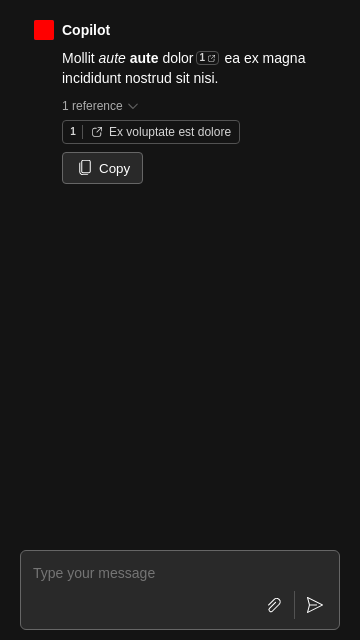 Copilot
Mollit aute aute dolor 1 ea ex magna
incididunt nostrud sit nisi.
1 reference
1 Ex voluptate est dolore
Copy
Type your message